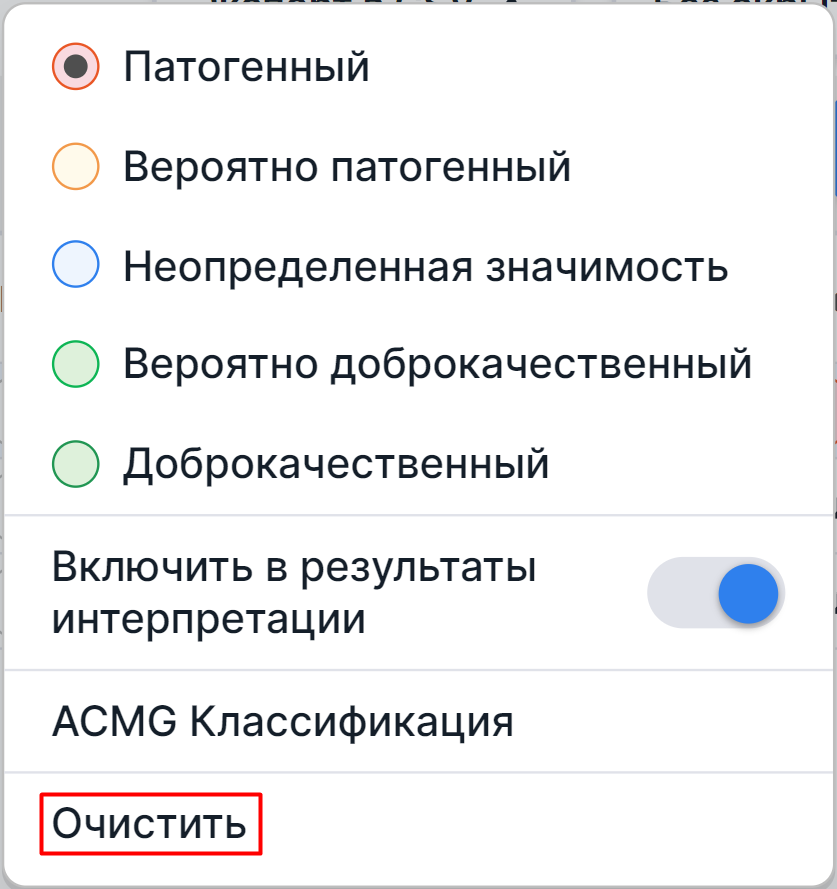 Патогенный
Вероятно патогенный
Неопределенная значимость
Вероятно доброкачественный
Доброкачественный
Включить в результаты
интерпретации
ACMG Классификация
Очистить